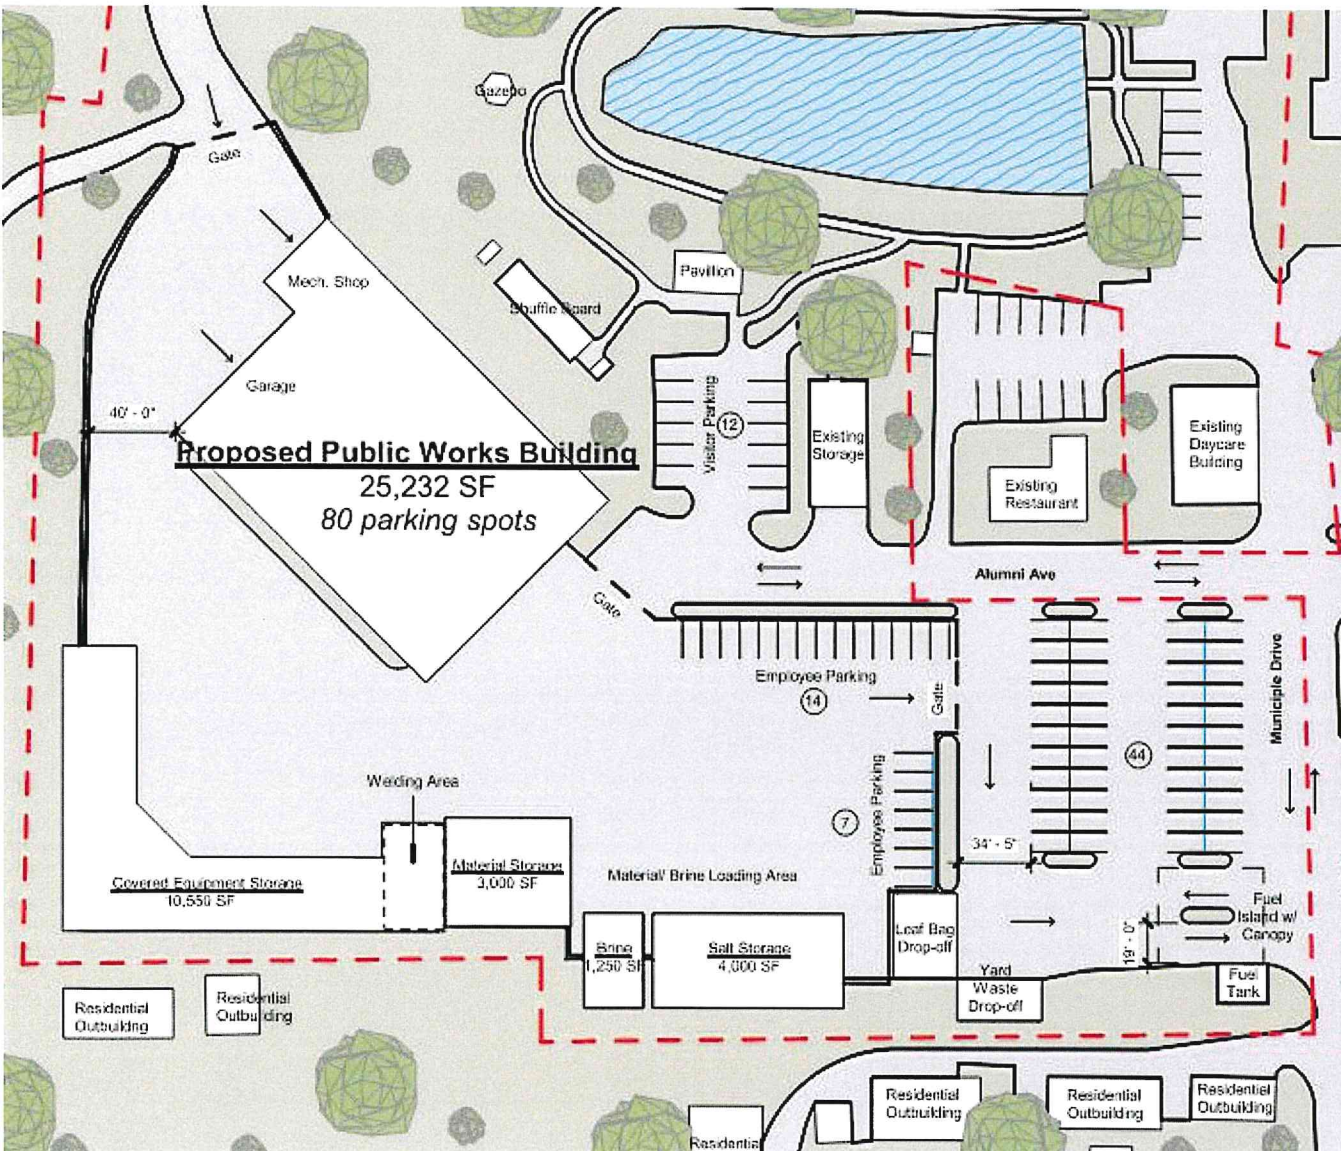 Gazebo
Gate
Mech. Shop
Pavillion
Shuffle Board
Garage
40' - 0"
Proposed Public Works Building
25,232 SF
80 parking spots
Visitor Parking
12
Existing
Storage
Existing
Restaurant
Existing
Daycare
Building
Alumni Ave
Gate
Employee Parking
14
Gate
Municiple Drive
44
Employee Parking
7
34' - 5"
Welding Area
Material Storage
3,000 SF
Material/ Brine Loading Area
Covered Equipment Storage
10,550 SF
Leaf Bag
Drop-off
Fuel
Island w/
Canopy
19' - 0"
Brine
1,250 SF
Salt Storage
4,000 SF
Yard
Waste
Drop-off
Fuel
Tank
Residential
Outbuilding
Residential
Outbuilding
Residential
Outbuilding
Residential
Outbuilding
Residential
Outbuilding
Residential